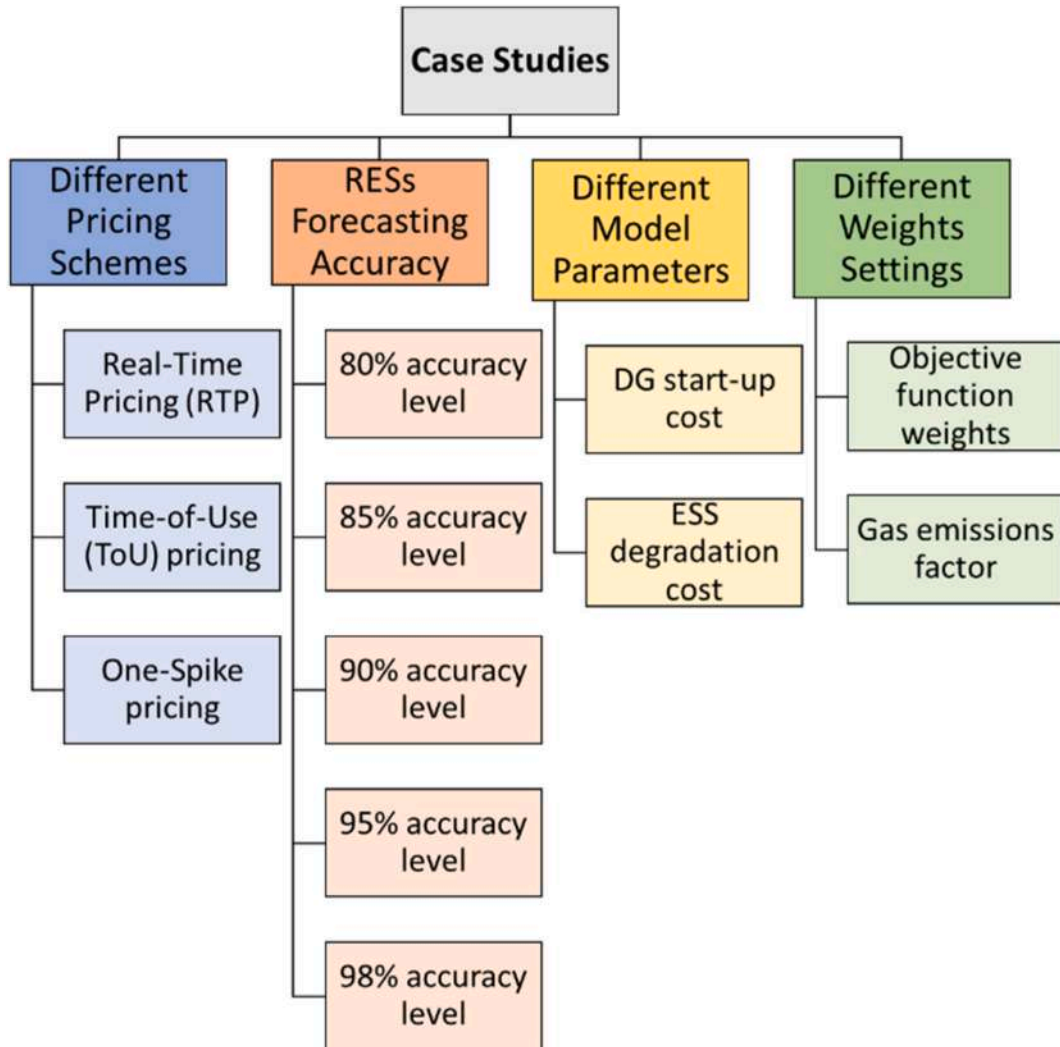 Case Studies
Different
Pricing
Schemes
RESs
Forecasting
Accuracy
Different
Model
Parameters
Different
Weights
Settings
Real-Time
Pricing (RTP)
Time-of-Use
(ToU) pricing
One-Spike
pricing
80% accuracy
level
85% accuracy
level
90% accuracy
level
95% accuracy
level
98% accuracy
level
DG start-up
cost
ESS
degradation
cost
Objective
function
weights
Gas emissions
factor